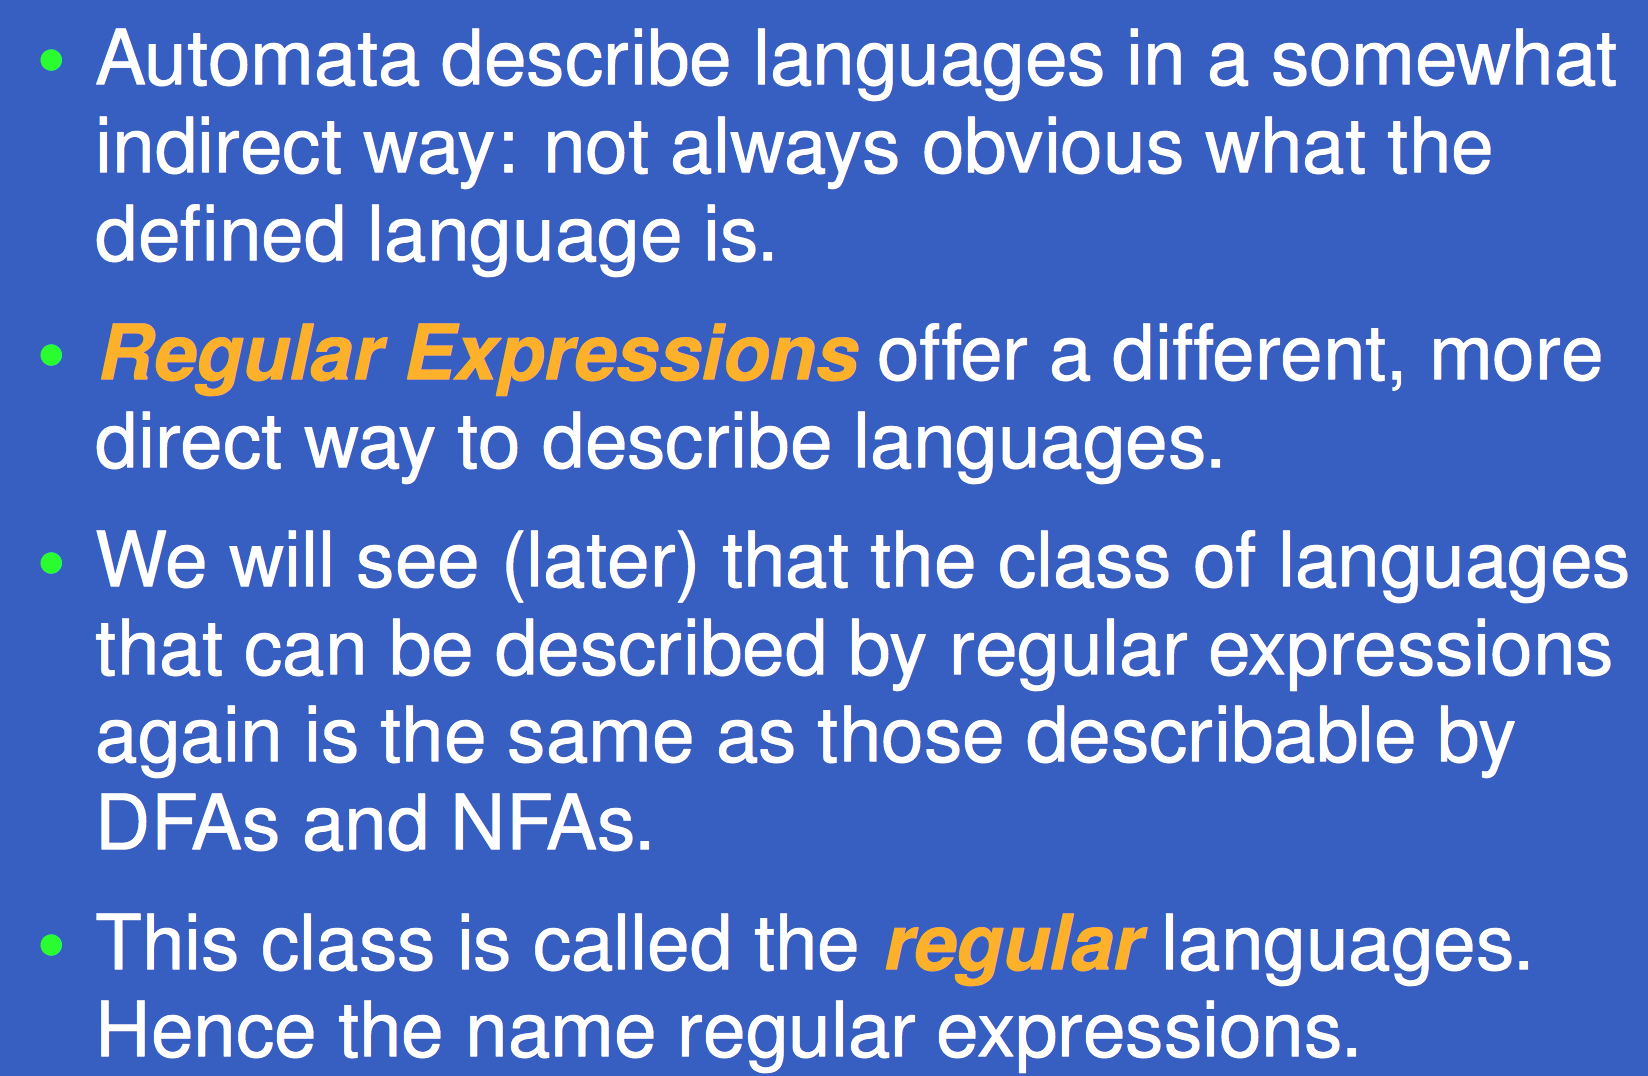 • Automata describe languages in a somewhat
indirect way: not always obvious what the
defined language is.
• Regular Expressions offer a different, more
direct way to describe languages.
• We will see (later) that the class of languages
that can be described by regular expressions
again is the same as those describable by
DFAs and NFAs.
• This class is called the regular languages.
Hence the name regular expressions.